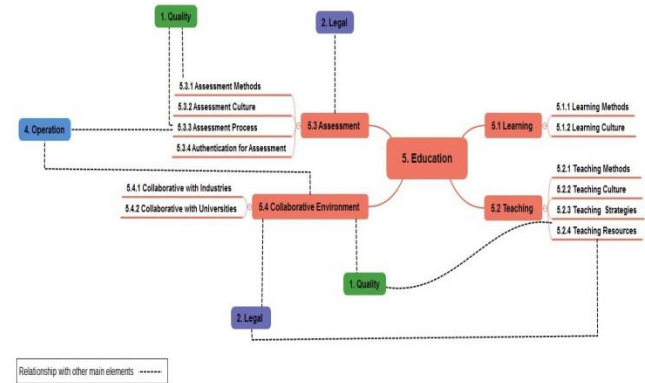 1. Quality
2. Legal
5.3.1 Assessment Methods
5.3.2 Assessment Culture
5.3.3 Assessment Process
5.3.4 Authentication for Assessment
4. Operation
5.3 Assessment
5. Education
5.1 Learning
5.1.1 Learning Methods
5.1.2 Learning Culture
5.4.1 Collaborative with Industries
5.4.2 Collaborative with Universities
5.4 Collaborative Environment
5.2 Teaching
5.2.1 Teaching Methods
5.2.2 Teaching Culture
5.2.3 Teaching Strategies
5.2.4 Teaching Resources
1. Quality
2. Legal
Relationship with other main elements